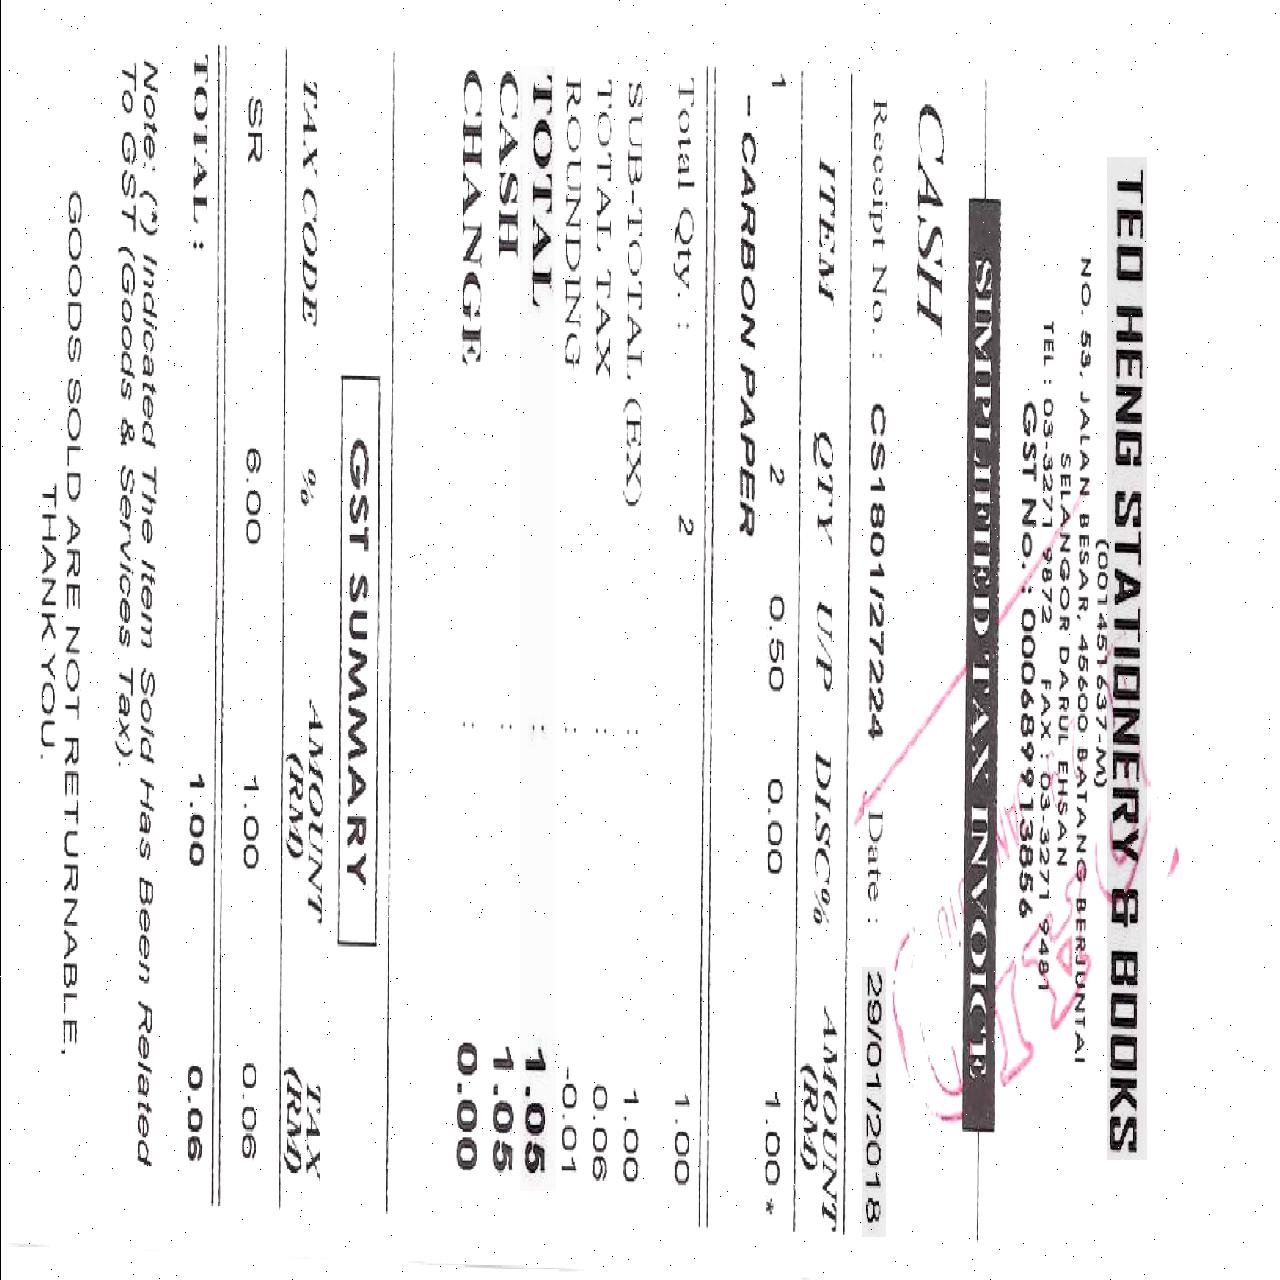 TEO HENG STATIONERY & BOOKS
(001451637-M)
NO. 53, JALAN BESAR, 45600 BATANG BERJUNTAI
SELANGOR DARUL EHSAN
TEL : 03-3271 9872 FAX : 03-3271 9481
GST No. : 000689913856
SIMPLIFIED TAX INVOICE
CASH
Receipt No. : CS1801/27224 Date : 29/01/2018
ITEM QTY U/P DISC% AMOUNT
(RM)
1 2 0.50 0.00 1.00 *
- CARBON PAPER
Total Qty. : 2 1.00
SUB-TOTAL (EX) : 1.00
TOTAL TAX : 0.06
ROUNDING : -0.01
TOTAL : 1.05
CASH : 1.05
CHANGE : 0.00
GST SUMMARY
TAX CODE % AMOUNT TAX
(RM) (RM)
SR 6.00 1.00 0.06
TOTAL : 1.00 0.06
Note: (*) Indicated The Item Sold Has Been Related
To GST (Goods & Services Tax).
GOODS SOLD ARE NOT RETURNABLE.
THANK YOU.